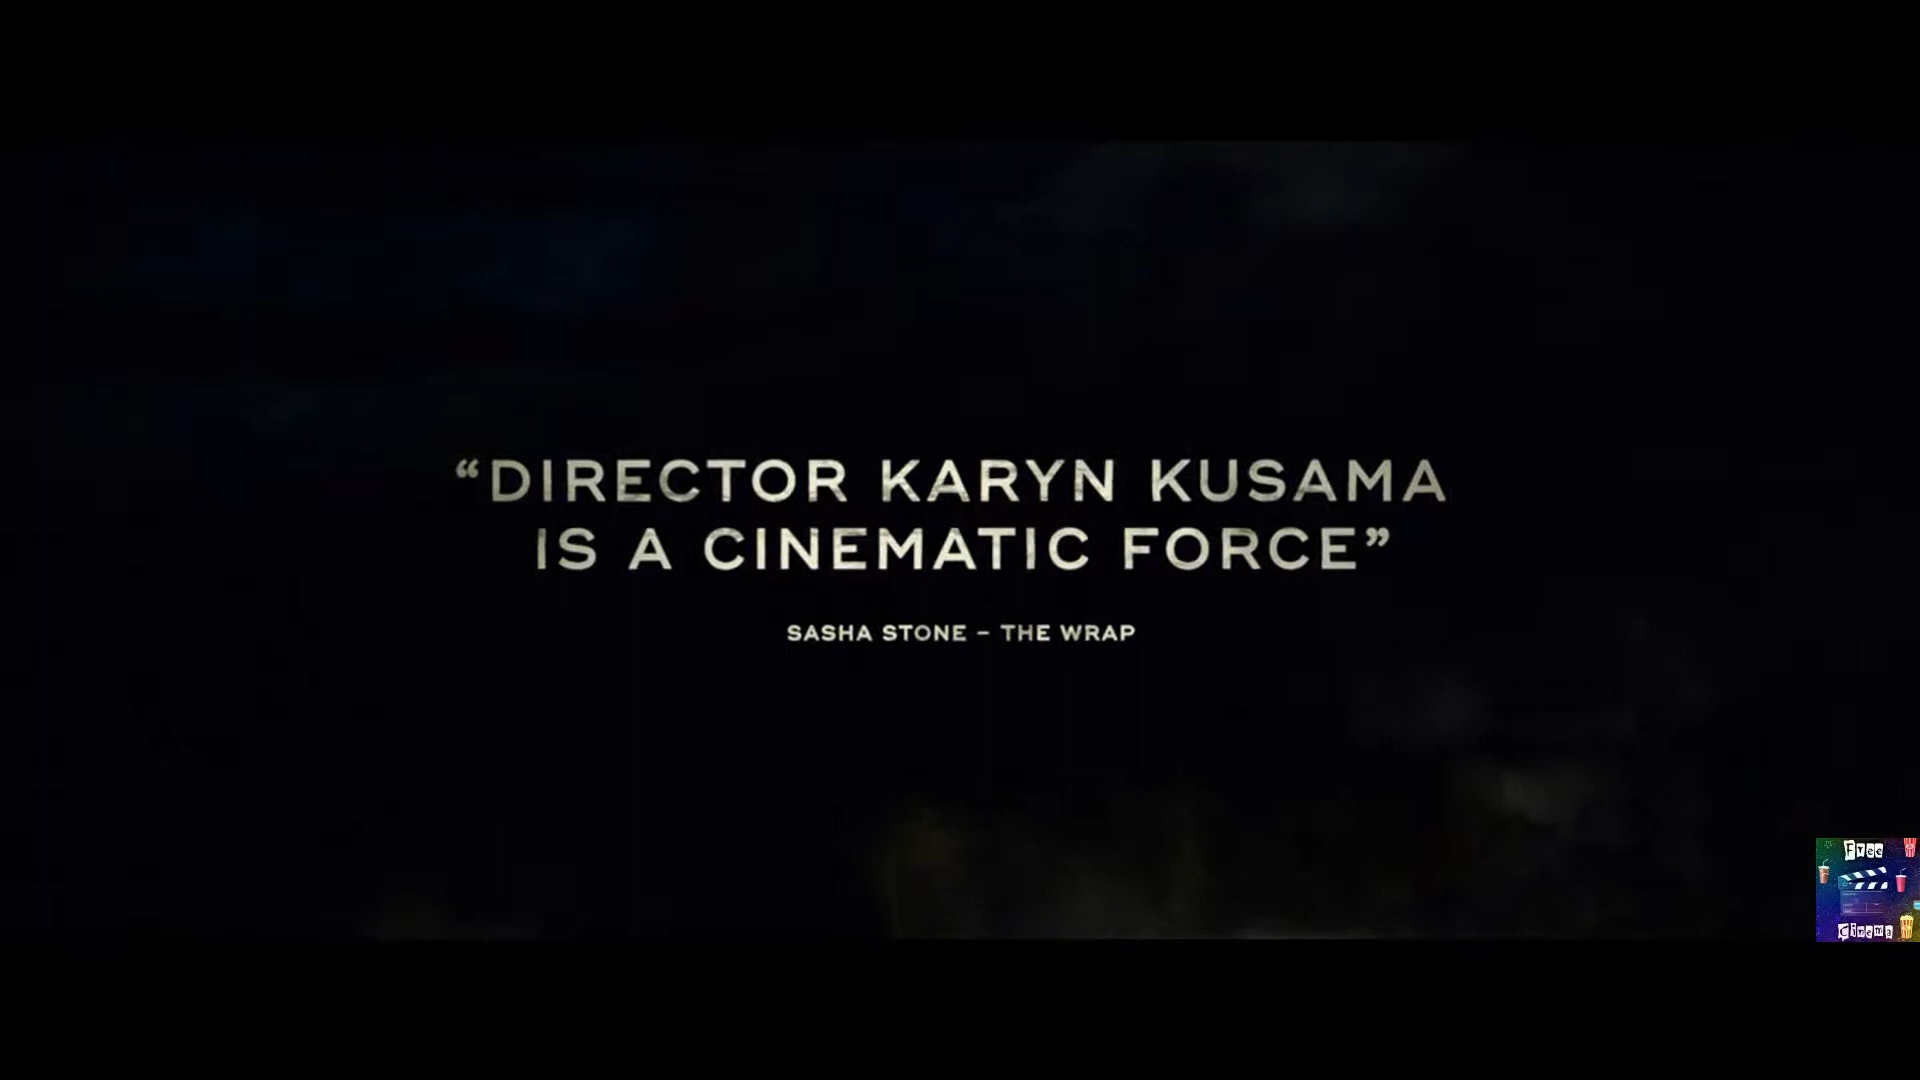 “DIRECTOR KARYN KUSAMA
IS A CINEMATIC FORCE”
SASHA STONE – THE WRAP
Free
Cinema